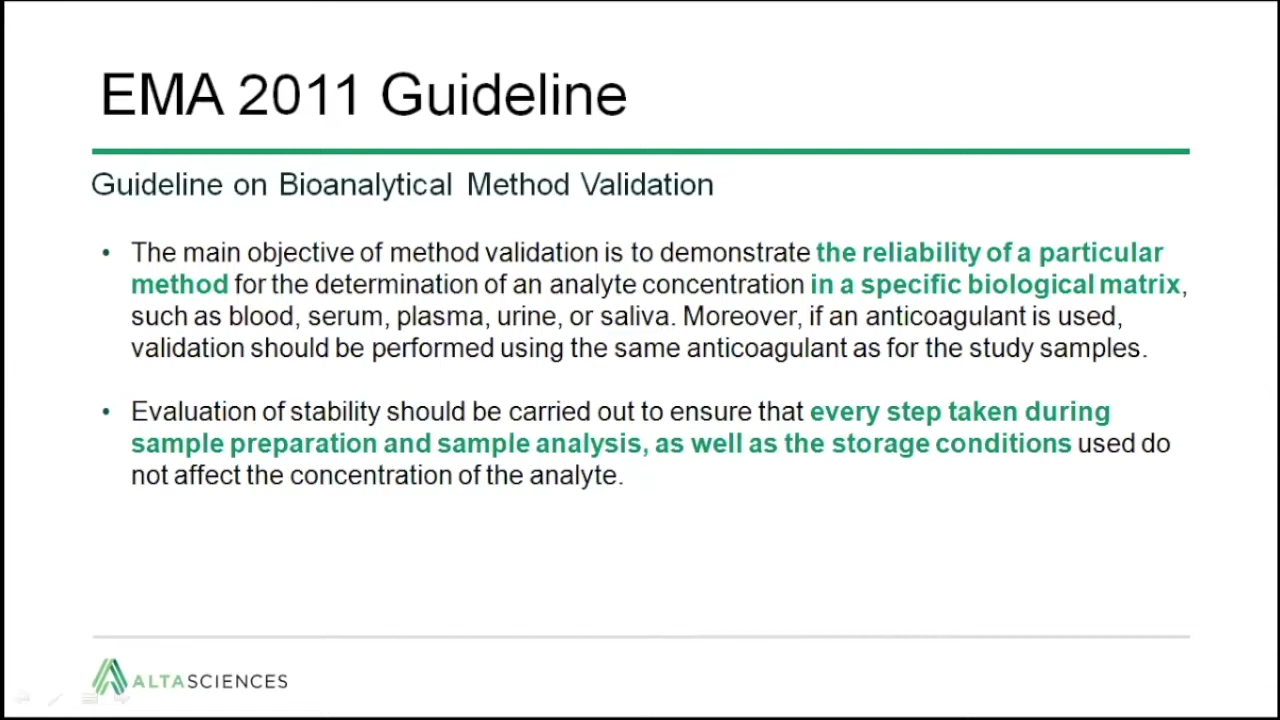 EMA 2011 Guideline
Guideline on Bioanalytical Method Validation
• The main objective of method validation is to demonstrate the reliability of a particular
method for the determination of an analyte concentration in a specific biological matrix,
such as blood, serum, plasma, urine, or saliva. Moreover, if an anticoagulant is used,
validation should be performed using the same anticoagulant as for the study samples.
• Evaluation of stability should be carried out to ensure that every step taken during
sample preparation and sample analysis, as well as the storage conditions used do
not affect the concentration of the analyte.
ALTASCIENCES